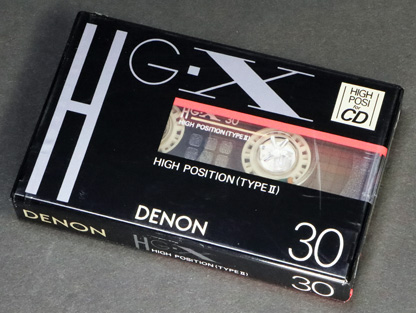 HG·X
HIGH
POSI
for
CD
HG·X 30
HIGH POSITION(TYPE II)
HIGH POSITION(TYPE II)
DENON
30
DENON
HG·X
HIGH POSITION(TYPE II)
30